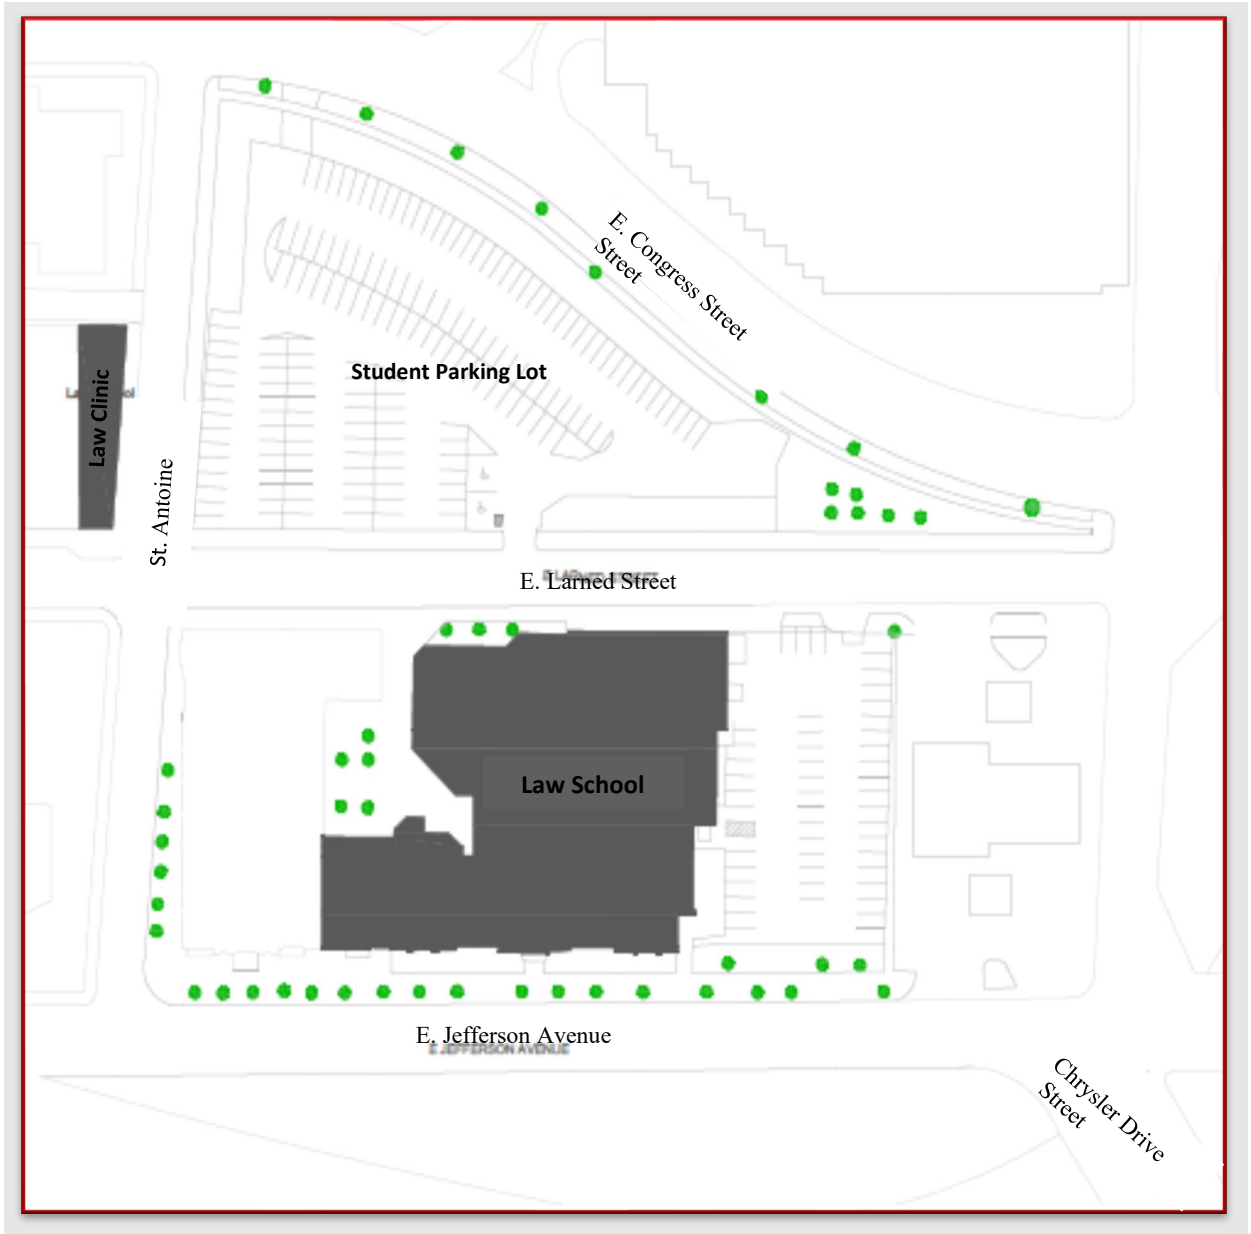 E. Congress Street
Street
Student Parking Lot
Law Clinic
St. Antoine
E. Larned Street
Law School
E. Jefferson Avenue
E JEFFERSON AVENUE
Chrysler Drive
Street